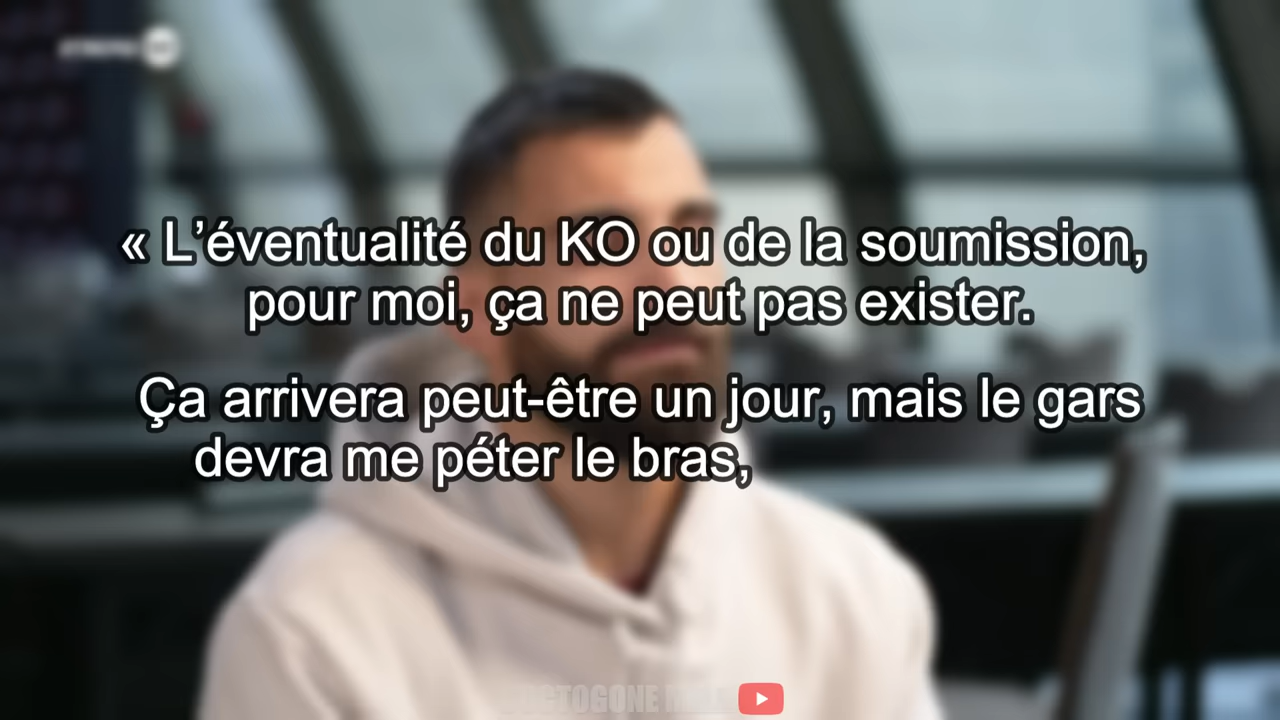 « L’éventualité du KO ou de la soumission,
pour moi, ça ne peut pas exister.
Ça arrivera peut-être un jour, mais le gars
devra me péter le bras,
OCTOGONE